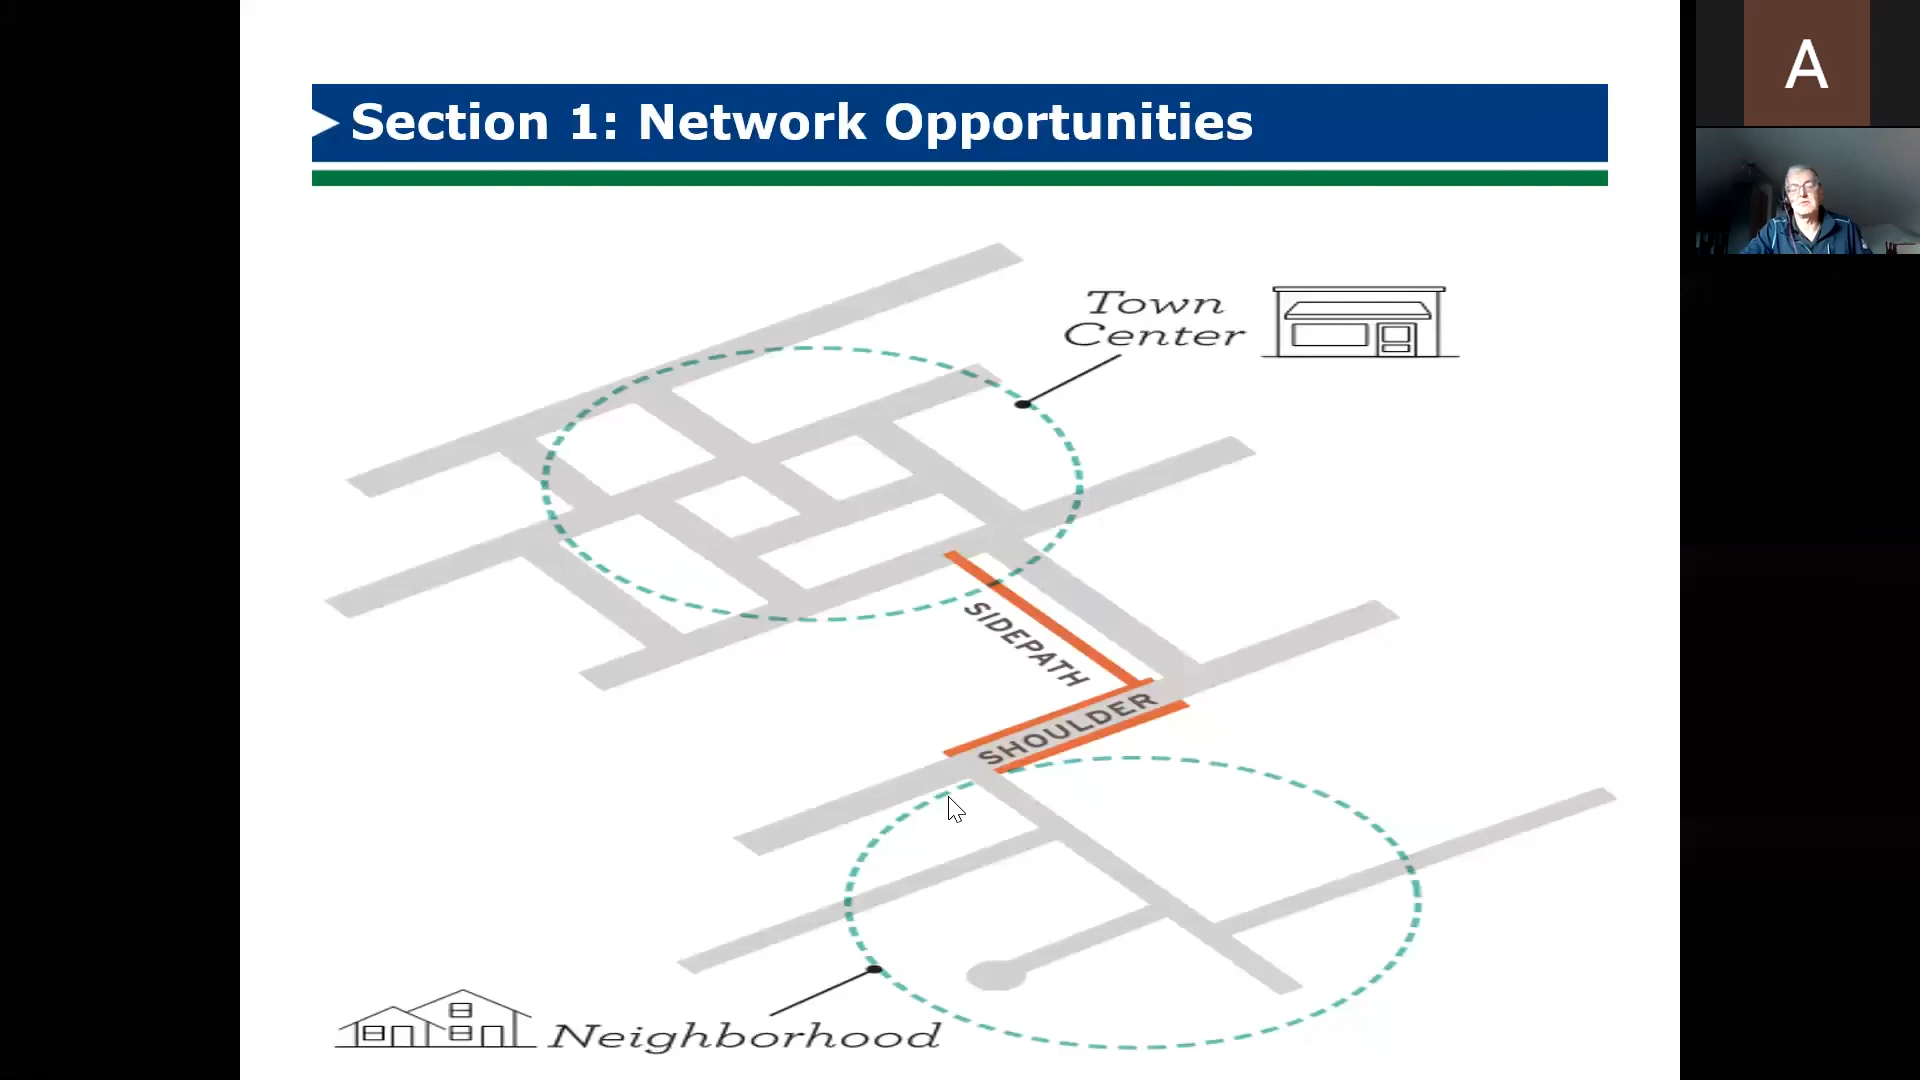 Section 1: Network Opportunities
A
Town
Center
SIDEPATH
SHOULDER
Neighborhood